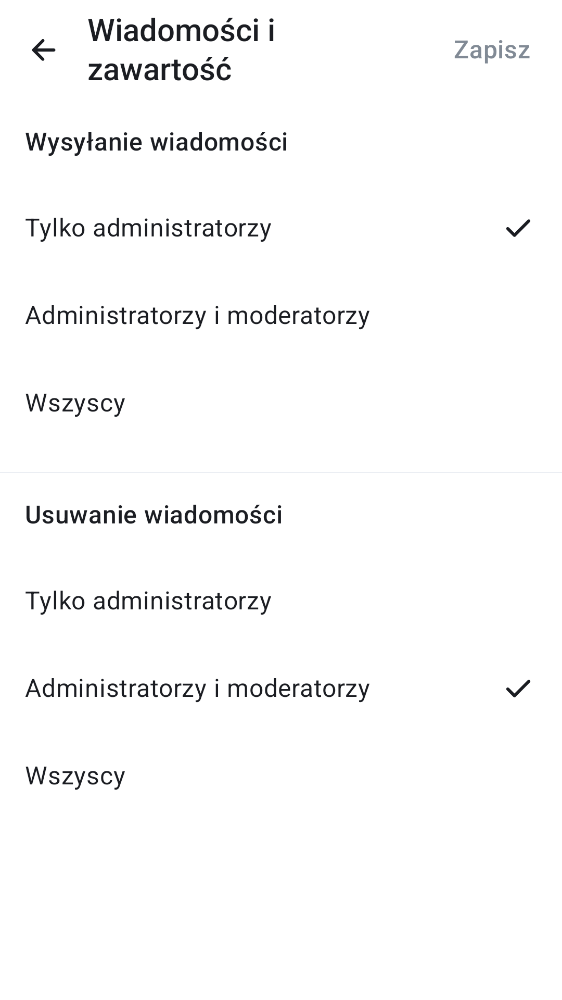 Wiadomości i
zawartość
Zapisz
Wysyłanie wiadomości
Tylko administratorzy
Administratorzy i moderatorzy
Wszyscy
Usuwanie wiadomości
Tylko administratorzy
Administratorzy i moderatorzy
Wszyscy